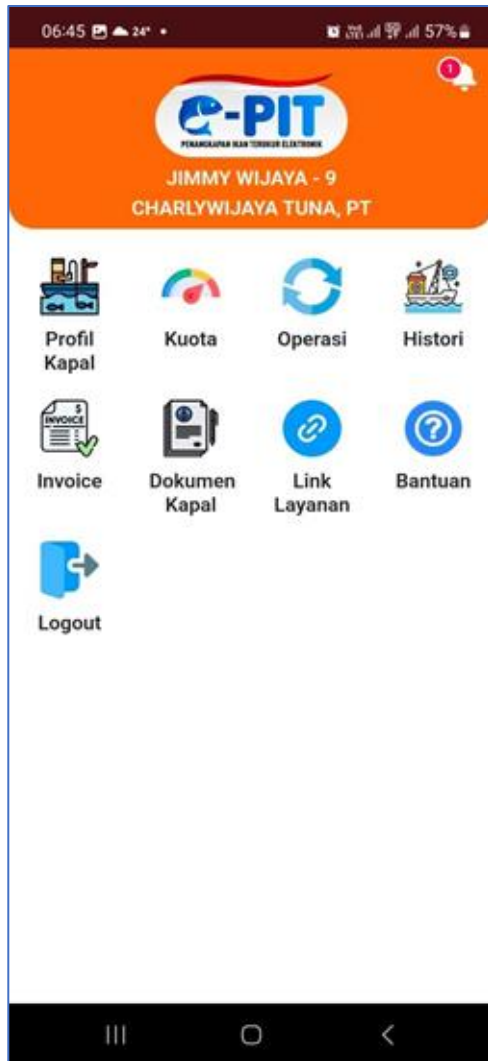 06:45 24° 57%
1
e-PIT
PENANGKAPAN IKAN TERUKUR ELEKTRONIK
JIMMY WIJAYA - 9
CHARLYWIJAYA TUNA, PT
Profil Kuota Operasi Histori
Kapal
INVOICE $
Invoice Dokumen Link Bantuan
Kapal Layanan
?
Logout